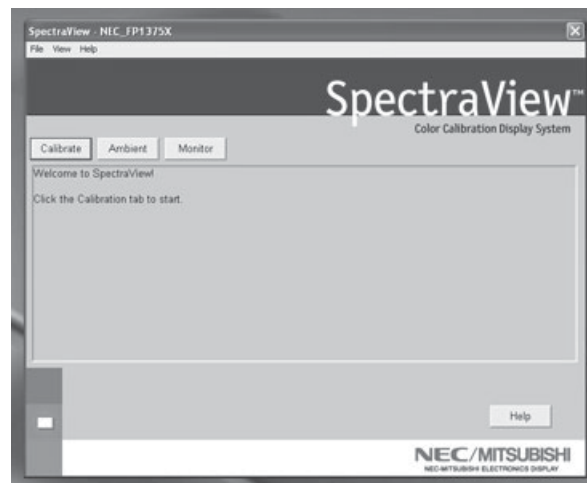 SpectraView - NEC_FP1375X
File View Help
SpectraView™
Color Calibration Display System
Calibrate Ambient Monitor
Welcome to SpectraView!
Click the Calibration tab to start.
Help
NEC/MITSUBISHI
NEC-MITSUBISHI ELECTRONICS DISPLAY